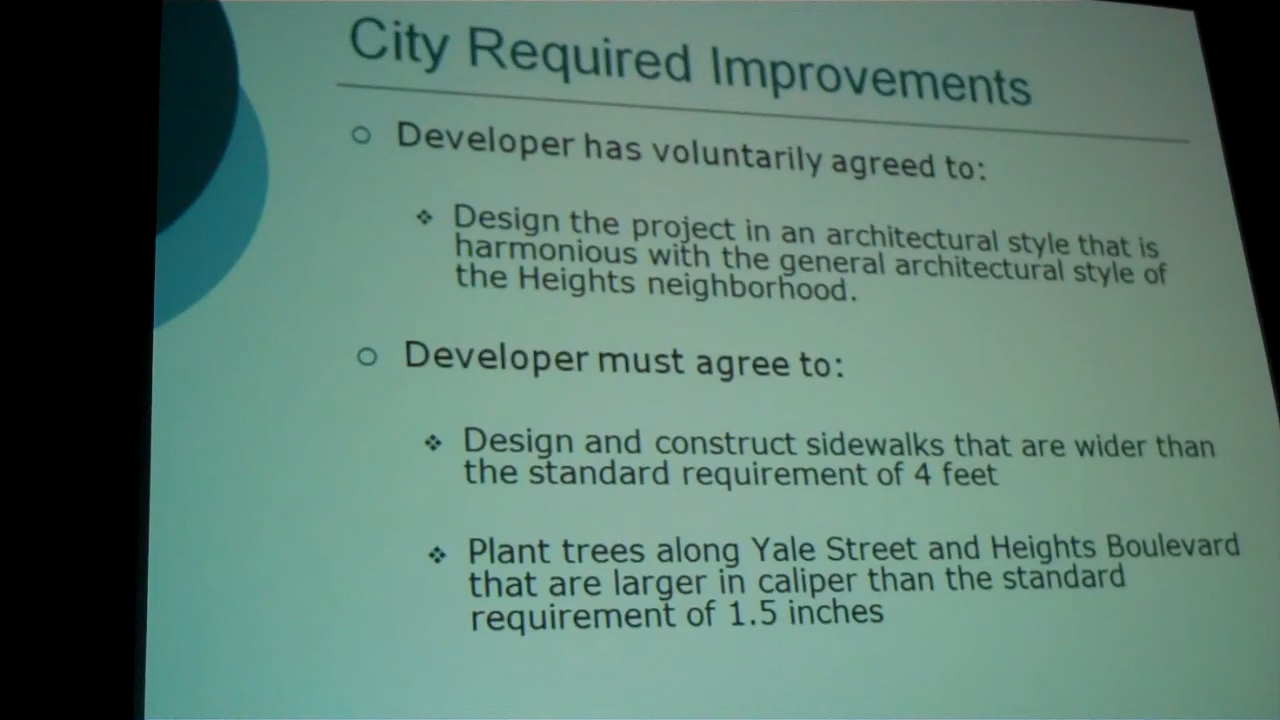 City Required Improvements
Developer has voluntarily agreed to:
Design the project in an architectural style that is
harmonious with the general architectural style of
the Heights neighborhood.
Developer must agree to:
Design and construct sidewalks that are wider than
the standard requirement of 4 feet
Plant trees along Yale Street and Heights Boulevard
that are larger in caliper than the standard
requirement of 1.5 inches